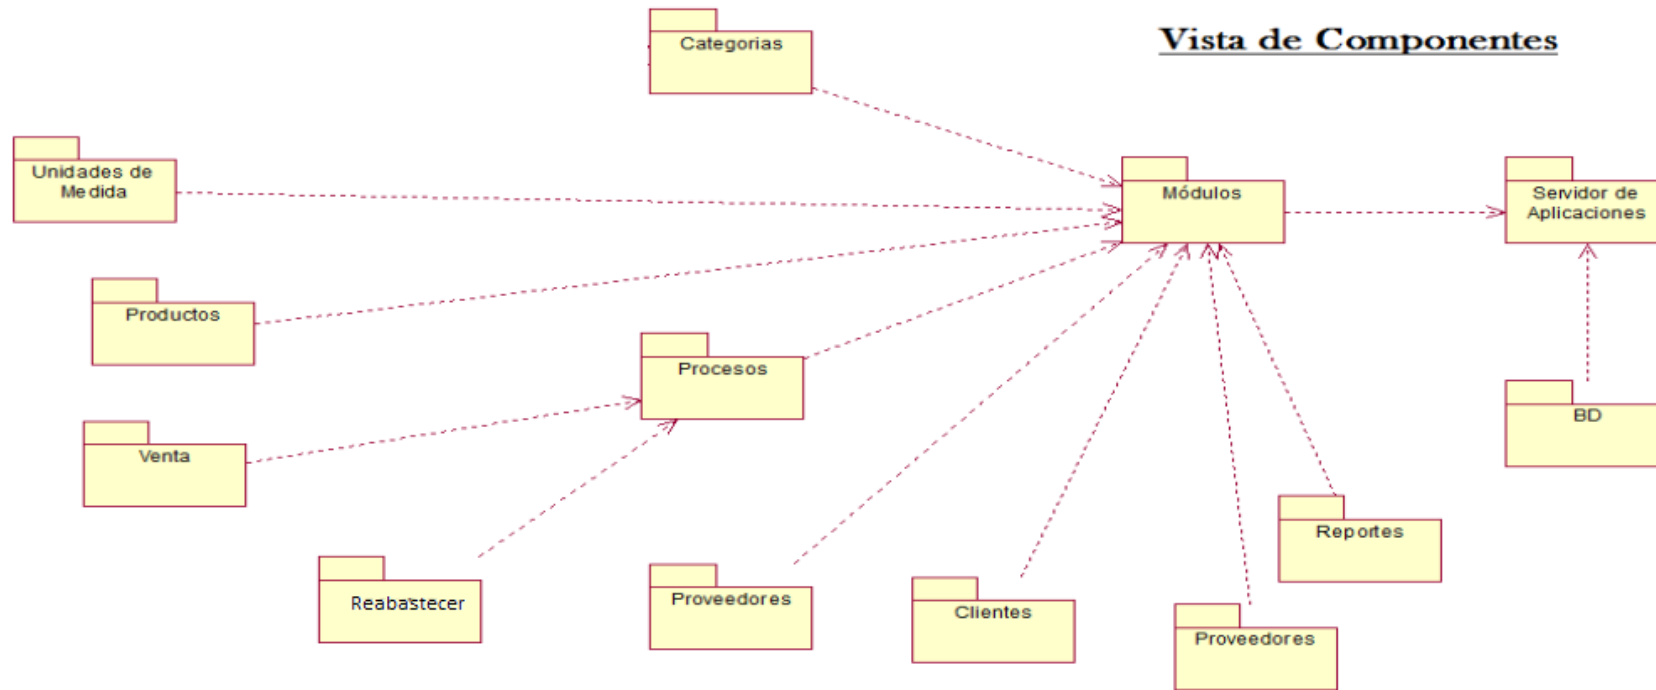 Vista de Componentes
Categorias
Unidades de
Medida
Módulos
Servidor de
Aplicaciones
Productos
Procesos
BD
Venta
Reportes
Reabastecer
Proveedores
Clientes
Proveedores